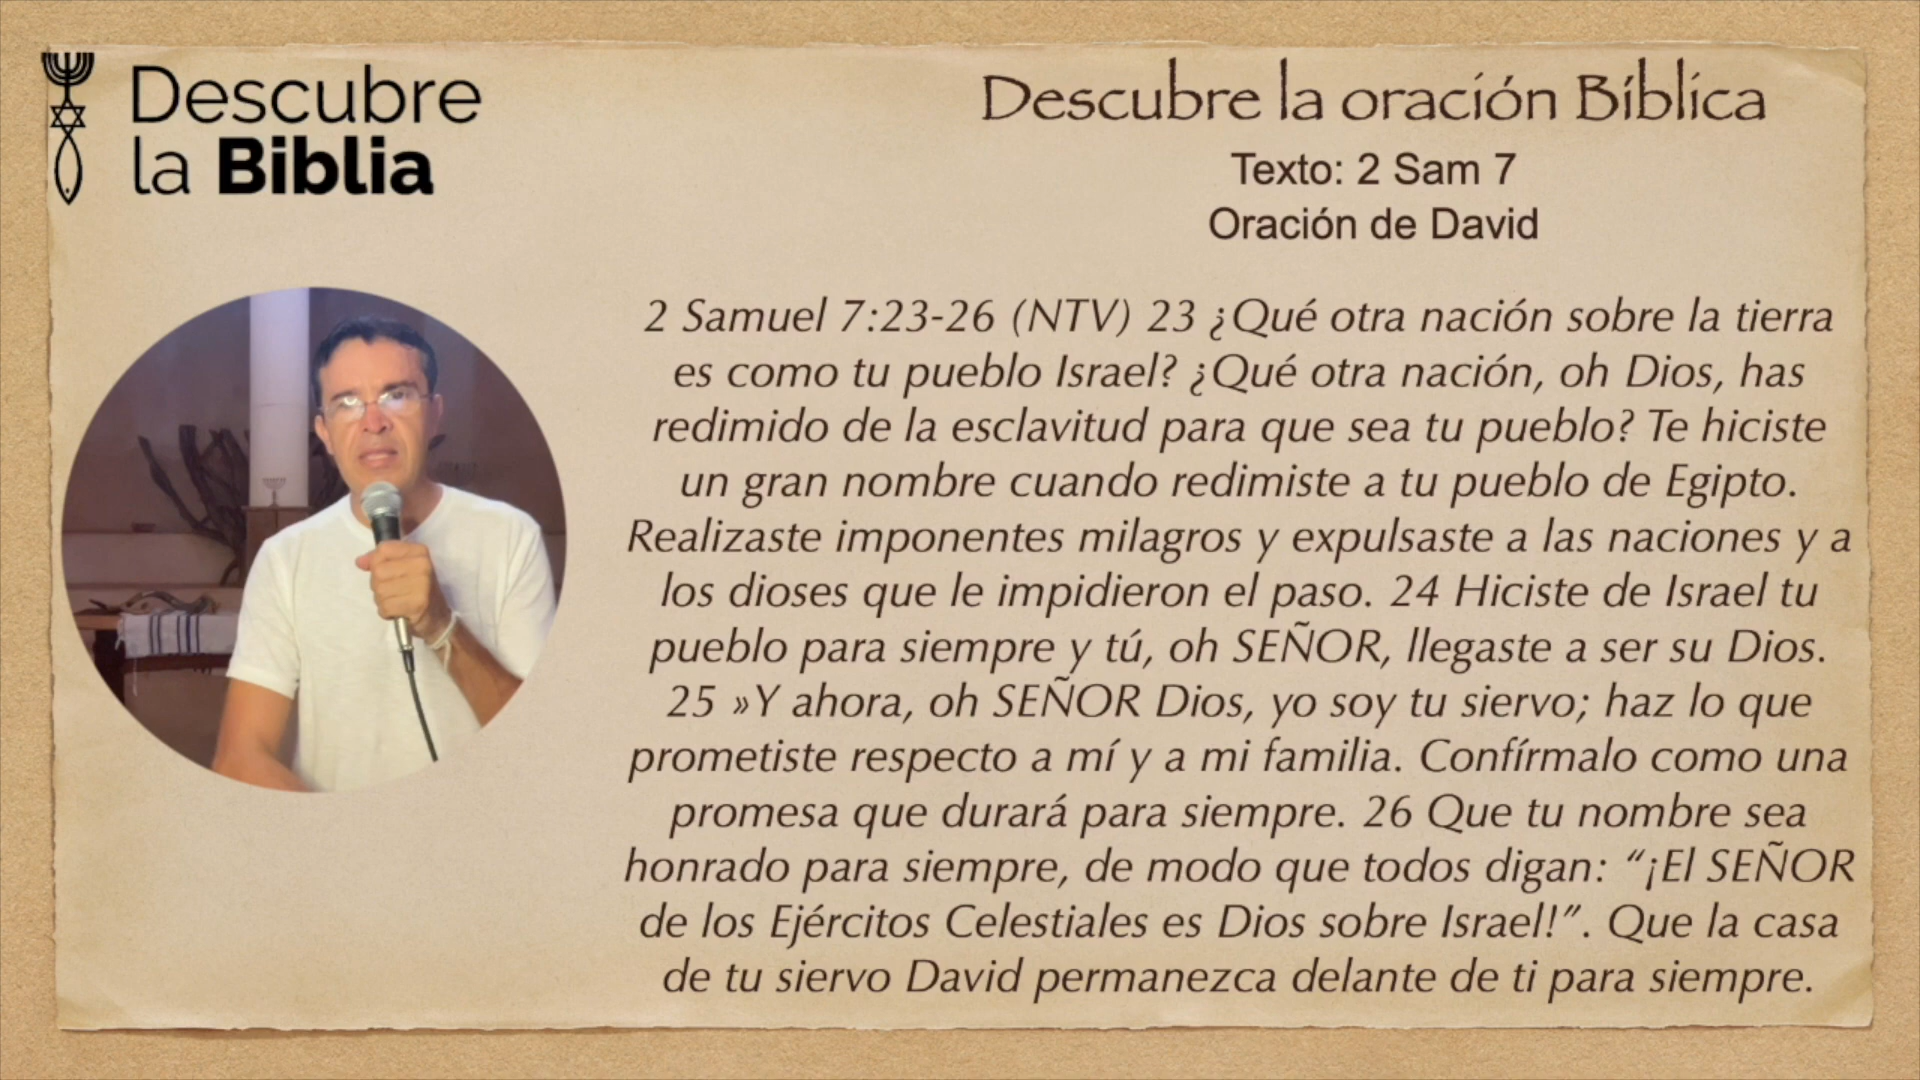 Descubre
la Biblia
Descubre la oración Bíblica
Texto: 2 Sam 7
Oración de David
2 Samuel 7:23-26 (NTV) 23 ¿Qué otra nación sobre la tierra
es como tu pueblo Israel? ¿Qué otra nación, oh Dios, has
redimido de la esclavitud para que sea tu pueblo? Te hiciste
un gran nombre cuando redimiste a tu pueblo de Egipto.
Realizaste imponentes milagros y expulsaste a las naciones y a
los dioses que le impidieron el paso. 24 Hiciste de Israel tu
pueblo para siempre y tú, oh SEÑOR, llegaste a ser su Dios.
25 »Y ahora, oh SEÑOR Dios, yo soy tu siervo; haz lo que
prometiste respecto a mí y a mi familia. Confírmalo como una
promesa que durará para siempre. 26 Que tu nombre sea
honrado para siempre, de modo que todos digan: “¡El SEÑOR
de los Ejércitos Celestiales es Dios sobre Israel!”. Que la casa
de tu siervo David permanezca delante de ti para siempre.